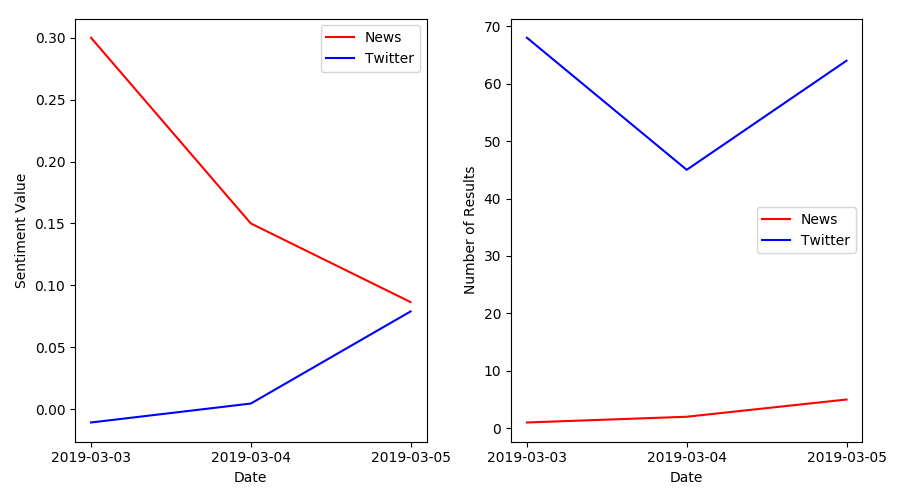 0.30
0.25
0.20
0.15
0.10
0.05
0.00
Sentiment Value
News
Twitter
2019-03-03 2019-03-04 2019-03-05
Date
70
60
50
40
30
20
10
0
Number of Results
News
Twitter
2019-03-03 2019-03-04 2019-03-05
Date